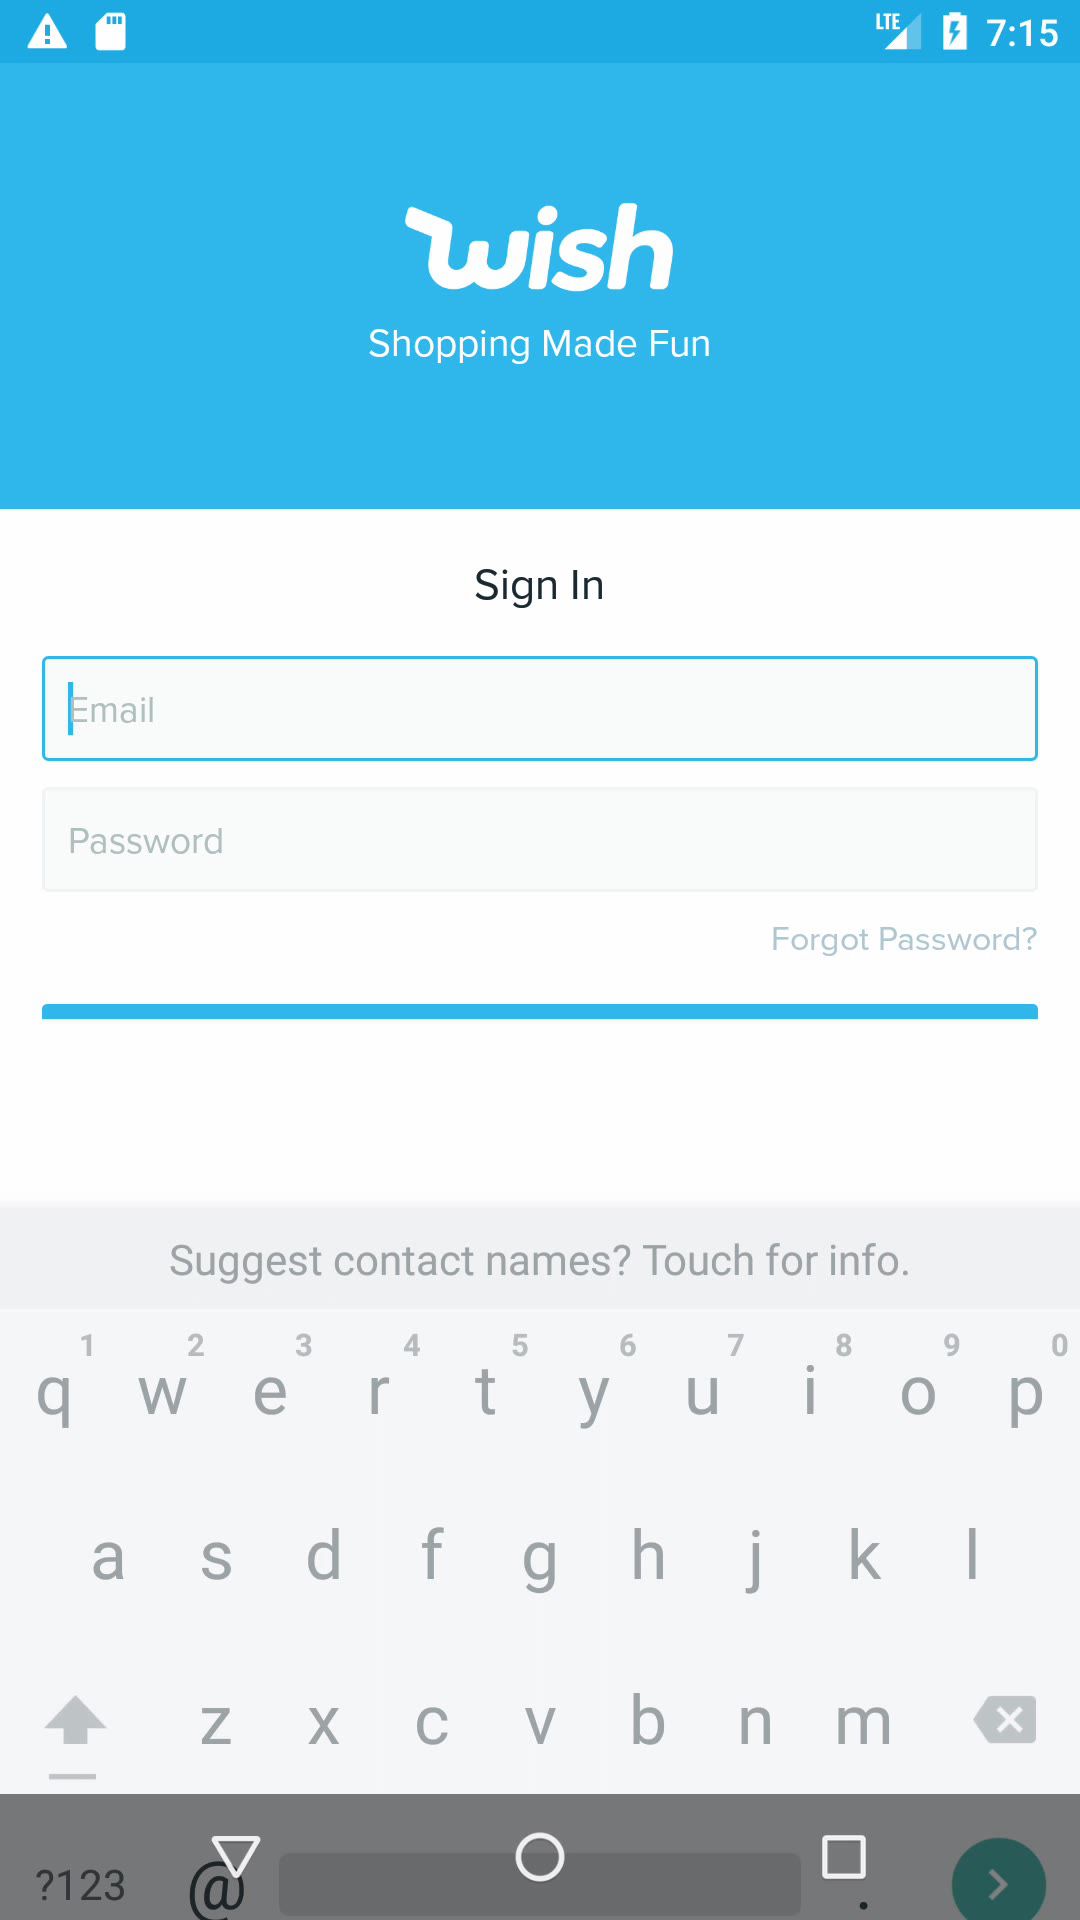 LTE 7:15
wish
Shopping Made Fun
Sign In
Email
Password
Forgot Password?
Suggest contact names? Touch for info.
1 2 3 4 5 6 7 8 9 0
q w e r t y u i o p
a s d f g h j k l
z x c v b n m
?123 @ .